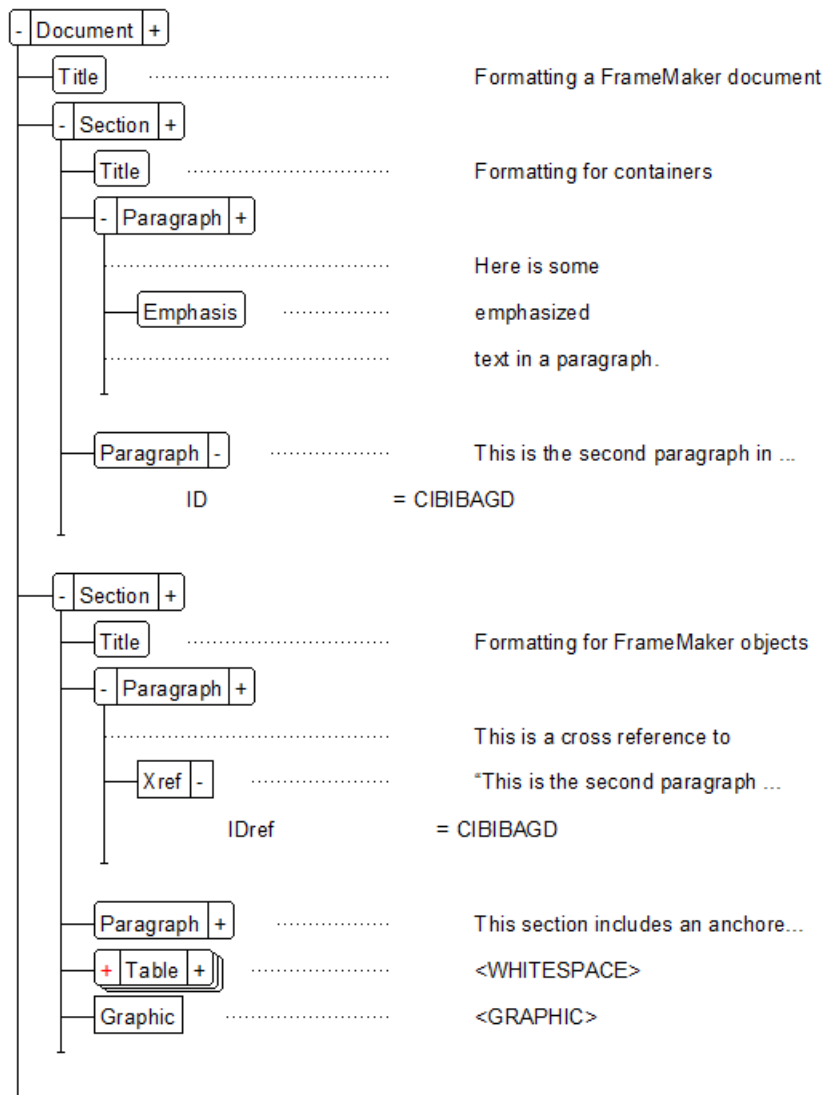 - Document +
Title Formatting a FrameMaker document
- Section +
Title Formatting for containers
- Paragraph +
Here is some
Emphasis emphasized
text in a paragraph.
Paragraph - This is the second paragraph in ...
ID = CIBIBAGD
- Section +
Title Formatting for FrameMaker objects
- Paragraph +
This is a cross reference to
Xref - “This is the second paragraph ...
IDref = CIBIBAGD
Paragraph + This section includes an anchore...
+ Table + <WHITESPACE>
Graphic <GRAPHIC>